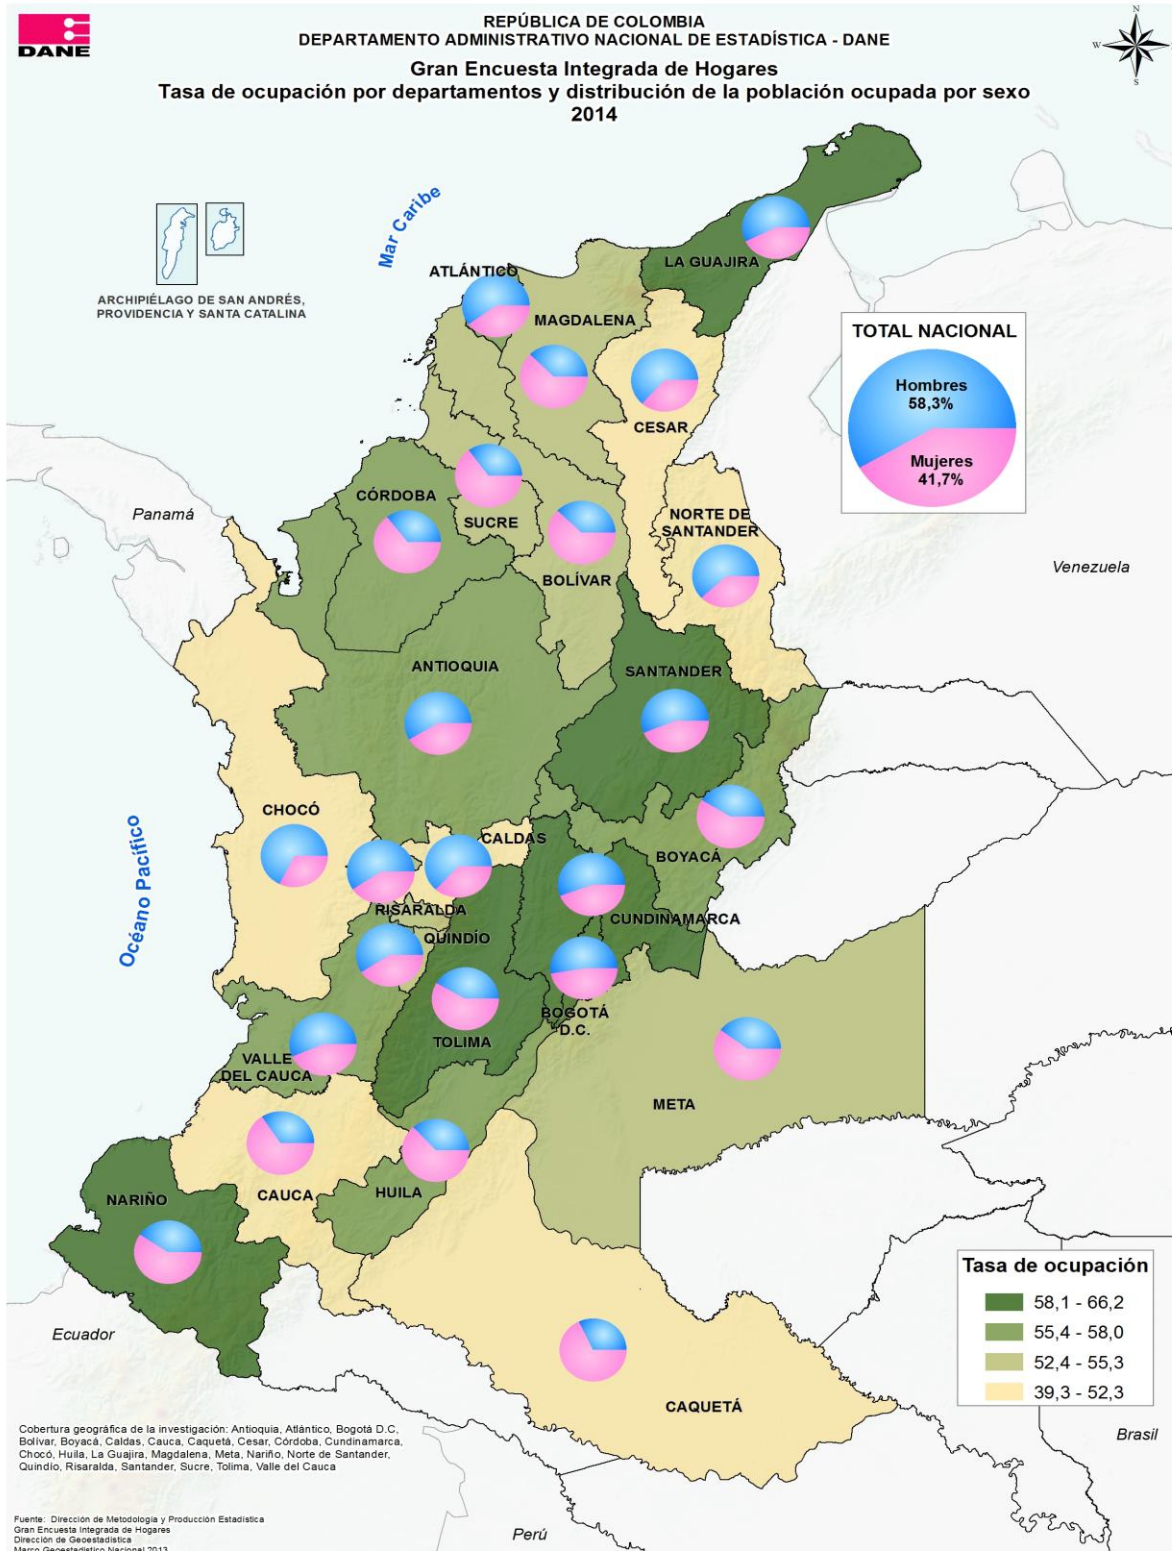 DANE
REPÚBLICA DE COLOMBIA
DEPARTAMENTO ADMINISTRATIVO NACIONAL DE ESTADÍSTICA - DANE
Gran Encuesta Integrada de Hogares
Tasa de ocupación por departamentos y distribución de la población ocupada por sexo
2014
N
W
S
Mar Caribe
ARCHIPIÉLAGO DE SAN ANDRÉS,
PROVIDENCIA Y SANTA CATALINA
LA GUAJIRA
ATLÁNTICO
MAGDALENA
CESAR
TOTAL NACIONAL
Hombres
58,3%
Mujeres
41,7%
CÓRDOBA
SUCRE
BOLÍVAR
NORTE DE
SANTANDER
Panamá
Venezuela
ANTIOQUIA
SANTANDER
CHOCÓ
CALDAS
BOYACÁ
RISARALDA
CUNDINAMARCA
QUINDÍO
Océano Pacífico
BOGOTÁ
D.C.
TOLIMA
VALLE
DEL CAUCA
META
CAUCA
HUILA
NARIÑO
CAQUETÁ
Ecuador
Tasa de ocupación
58,1 - 66,2
55,4 - 58,0
52,4 - 55,3
39,3 - 52,3
Brasil
Perú
Cobertura geográfica de la investigación: Antioquia, Atlántico, Bogotá D.C,
Bolívar, Boyacá, Caldas, Cauca, Caquetá, Cesar, Córdoba, Cundinamarca,
Chocó, Huila, La Guajira, Magdalena, Meta, Nariño, Norte de Santander,
Quindío, Risaralda, Santander, Sucre, Tolima, Valle del Cauca
Fuente: Dirección de Metodología y Producción Estadística
Gran Encuesta Integrada de Hogares
Dirección de Geoestadística
Marco Geoestadístico Nacional 2013